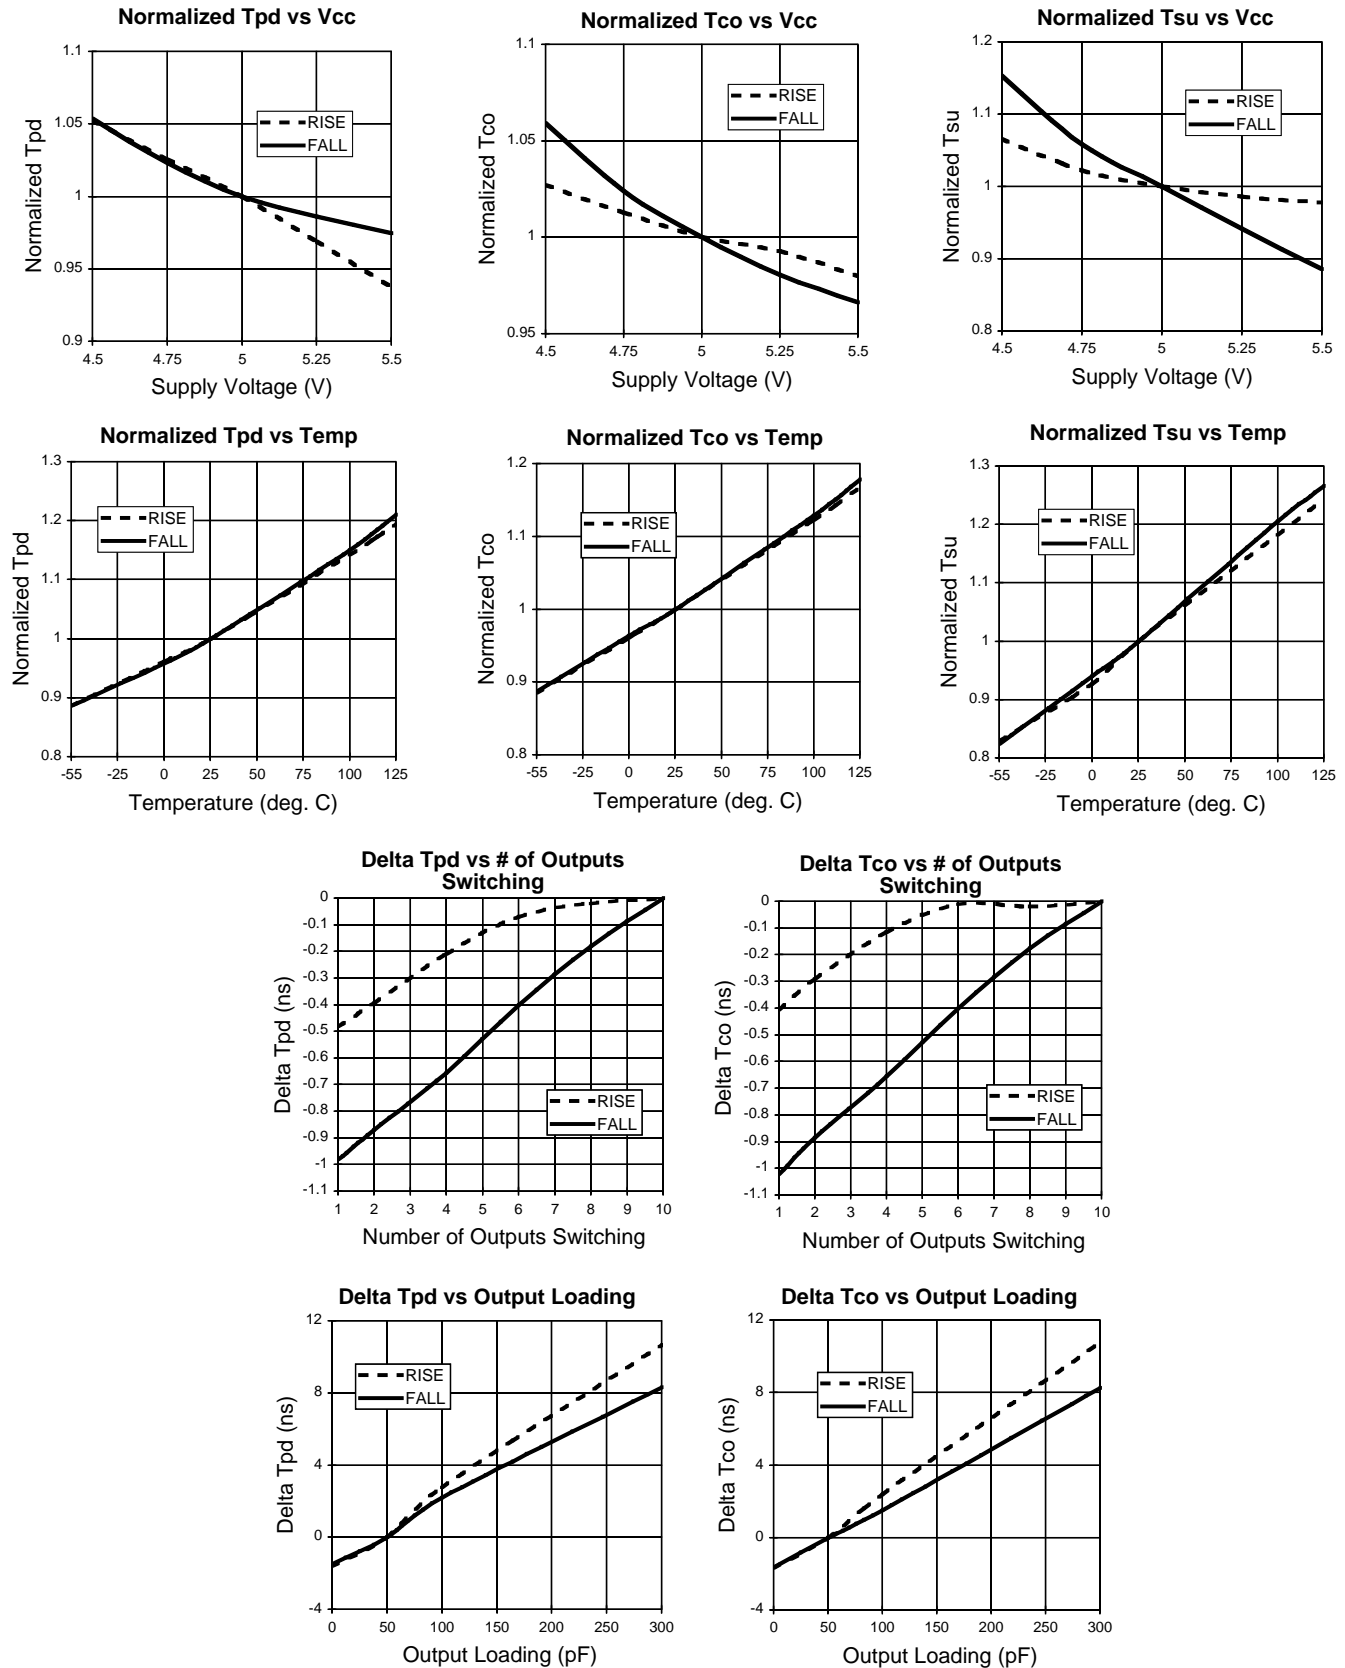 Normalized Tpd vs Vcc
Normalized Tpd
1.1
1.05
1
0.95
0.9
RISE
FALL
4.5 4.75 5 5.25 5.5
Supply Voltage (V)
Normalized Tco vs Vcc
Normalized Tco
1.1
1.05
1
0.95
RISE
FALL
4.5 4.75 5 5.25 5.5
Supply Voltage (V)
Normalized Tsu vs Vcc
Normalized Tsu
1.2
1.1
1
0.9
0.8
RISE
FALL
4.5 4.75 5 5.25 5.5
Supply Voltage (V)
Normalized Tpd vs Temp
Normalized Tpd
1.3
1.2
1.1
1
0.9
0.8
RISE
FALL
-55 -25 0 25 50 75 100 125
Temperature (deg. C)
Normalized Tco vs Temp
Normalized Tco
1.2
1.1
1
0.9
0.8
RISE
FALL
-55 -25 0 25 50 75 100 125
Temperature (deg. C)
Normalized Tsu vs Temp
Normalized Tsu
1.3
1.2
1.1
1
0.9
0.8
RISE
FALL
-55 -25 0 25 50 75 100 125
Temperature (deg. C)
Delta Tpd vs # of Outputs
Switching
Delta Tpd (ns)
0
-0.1
-0.2
-0.3
-0.4
-0.5
-0.6
-0.7
-0.8
-0.9
-1
-1.1
RISE
FALL
1 2 3 4 5 6 7 8 9 10
Number of Outputs Switching
Delta Tco vs # of Outputs
Switching
Delta Tco (ns)
0
-0.1
-0.2
-0.3
-0.4
-0.5
-0.6
-0.7
-0.8
-0.9
-1
-1.1
RISE
FALL
1 2 3 4 5 6 7 8 9 10
Number of Outputs Switching
Delta Tpd vs Output Loading
Delta Tpd (ns)
12
8
4
0
-4
RISE
FALL
0 50 100 150 200 250 300
Output Loading (pF)
Delta Tco vs Output Loading
Delta Tco (ns)
12
8
4
0
-4
RISE
FALL
0 50 100 150 200 250 300
Output Loading (pF)